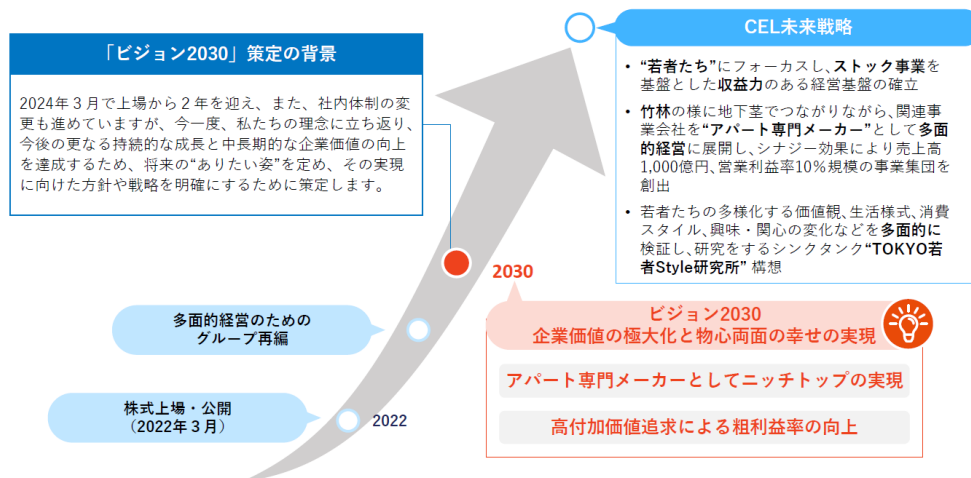 「ビジョン2030」策定の背景
2024年3月で上場から2年を迎え、また、社内体制の変
更も進めていますが、今一度、私たちの理念に立ち返り、
今後の更なる持続的な成長と中長期的な企業価値の向上
を達成するため、将来の“ありたい姿”を定め、その実現
に向けた方針や戦略を明確にするために策定します。
CEL未来戦略
• “若者たち”にフォーカスし、ストック事業を
基盤とした収益力のある経営基盤の確立
• 竹林の様に地下茎でつながりながら、関連事
業会社を“アパート専門メーカー”として多面
的経営に展開し、シナジー効果により売上高
1,000億円、営業利益率10%規模の事業集団を
創出
• 若者たちの多様化する価値観、生活様式、消費
スタイル、興味・関心の変化などを多面的に
検証し、研究をするシンクタンク“TOKYO若
者Style研究所” 構想
2030
多面的経営のための
グループ再編
ビジョン2030
企業価値の極大化と物心両面の幸せの実現
アパート専門メーカーとしてニッチトップの実現
高付加価値追求による粗利益率の向上
株式上場・公開
（2022年3月）
2022